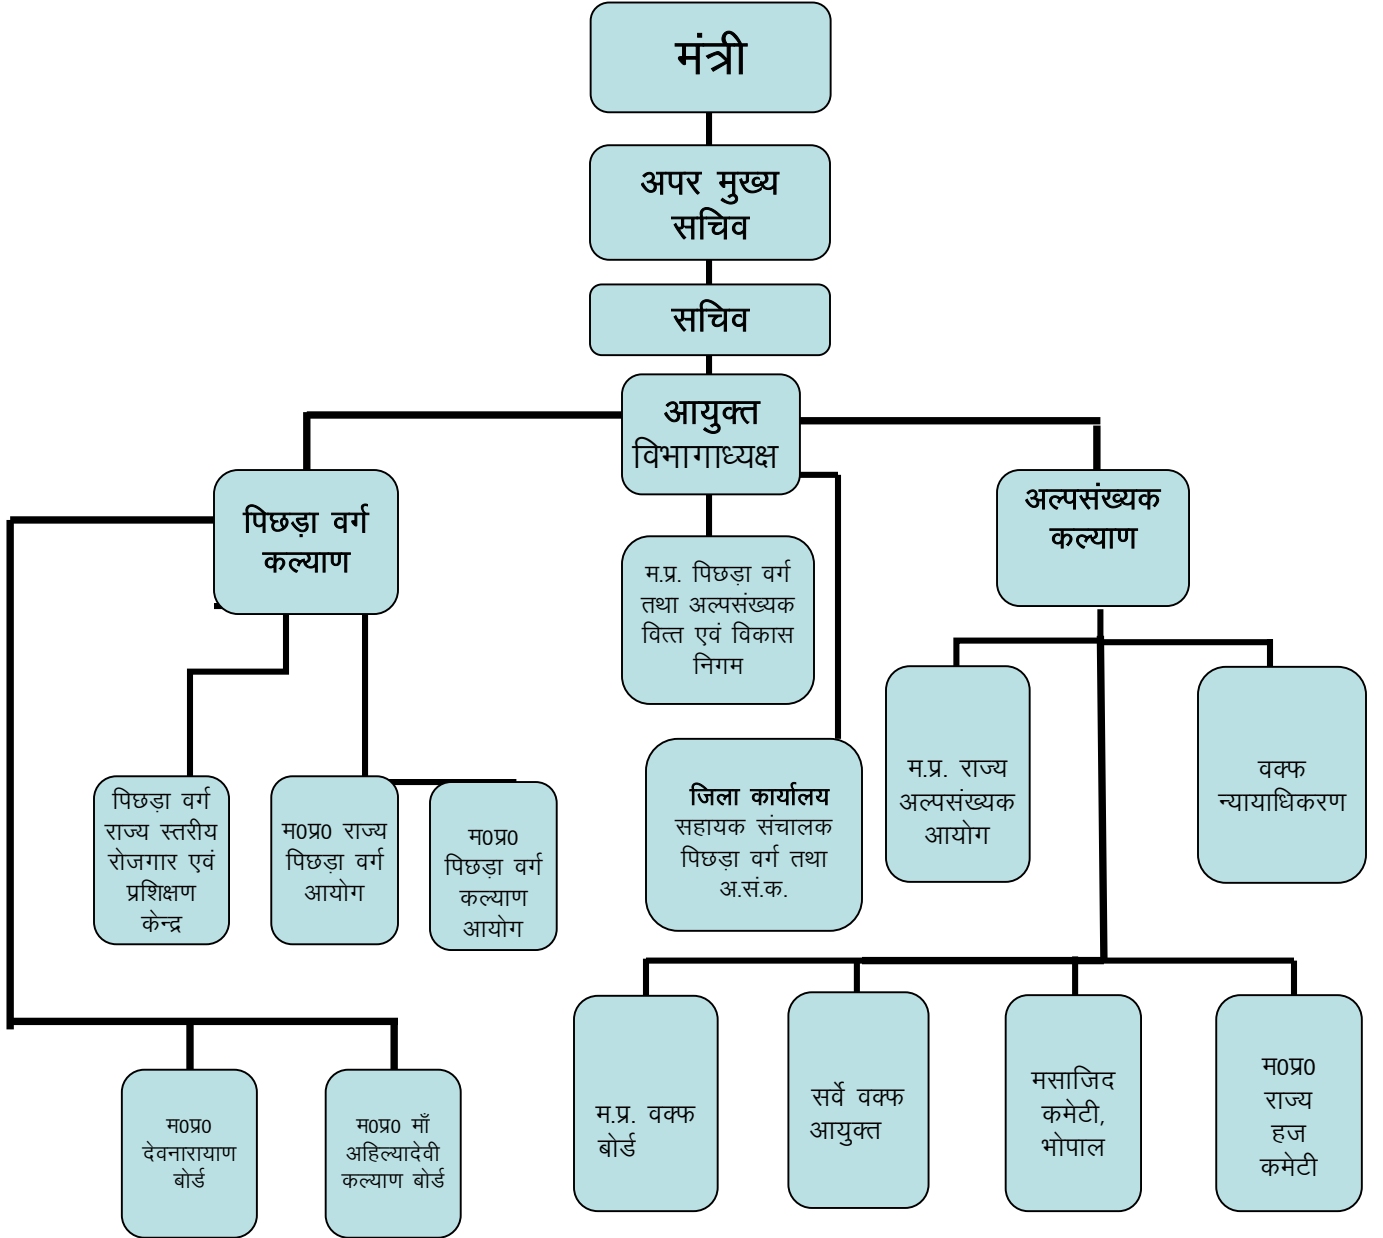 मंत्री
अपर मुख्य
सचिव
सचिव
आयुक्त
विभागाध्यक्ष
पिछड़ा वर्ग
कल्याण
अल्पसंख्यक
कल्याण
म.प्र. पिछड़ा वर्ग
तथा अल्पसंख्यक
वित्त एवं विकास
निगम
म.प्र. राज्य
अल्पसंख्यक
आयोग
वक्फ
न्यायाधिकरण
पिछड़ा वर्ग
राज्य स्तरीय
रोजगार एवं
प्रशिक्षण
केन्द्र
म0प्र0 राज्य
पिछड़ा वर्ग
आयोग
म0प्र0
पिछड़ा वर्ग
कल्याण
आयोग
जिला कार्यालय
सहायक संचालक
पिछड़ा वर्ग तथा
अ.सं.क.
म0प्र0
देवनारायाण
बोर्ड
म0प्र0 माँ
अहिल्यादेवी
कल्याण बोर्ड
म.प्र. वक्फ
बोर्ड
सर्वे वक्फ
आयुक्त
मसाजिद
कमेटी,
भोपाल
म0प्र0
राज्य
हज
कमेटी